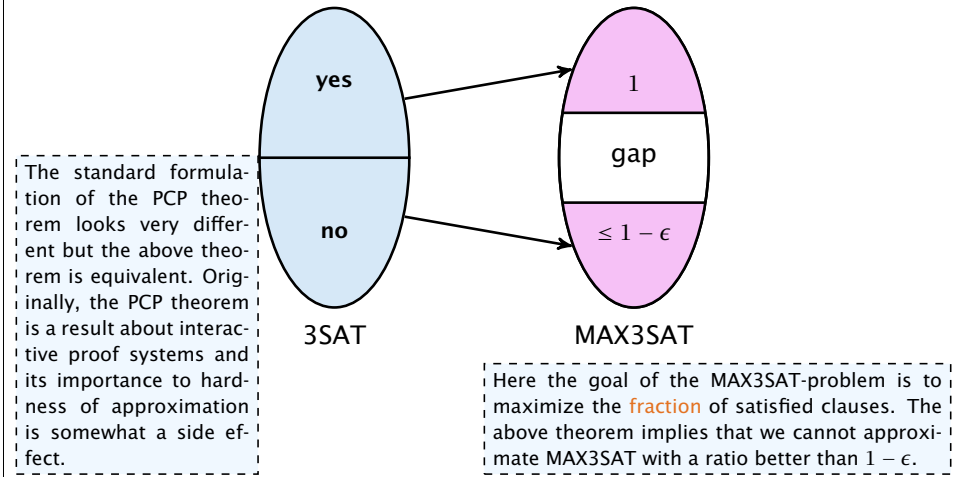 yes
1
gap
no
≤ 1 − ϵ
3SAT
MAX3SAT
The standard formula-
tion of the PCP theo-
rem looks very differ-
ent but the above theo-
rem is equivalent. Orig-
inally, the PCP theorem
is a result about interac-
tive proof systems and
its importance to hard-
ness of approximation
is somewhat a side ef-
fect.
Here the goal of the MAX3SAT-problem is to
maximize the fraction of satisfied clauses. The
above theorem implies that we cannot approxi-
mate MAX3SAT with a ratio better than 1 − ϵ.